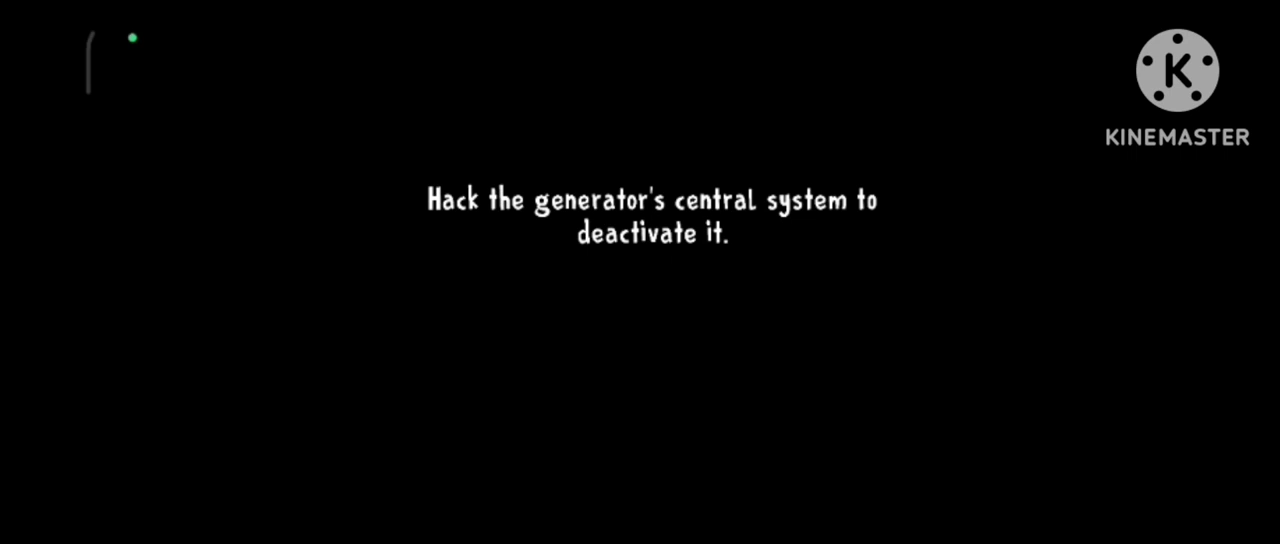 K
KINEMASTER
Hack the generator's central system to
deactivate it.